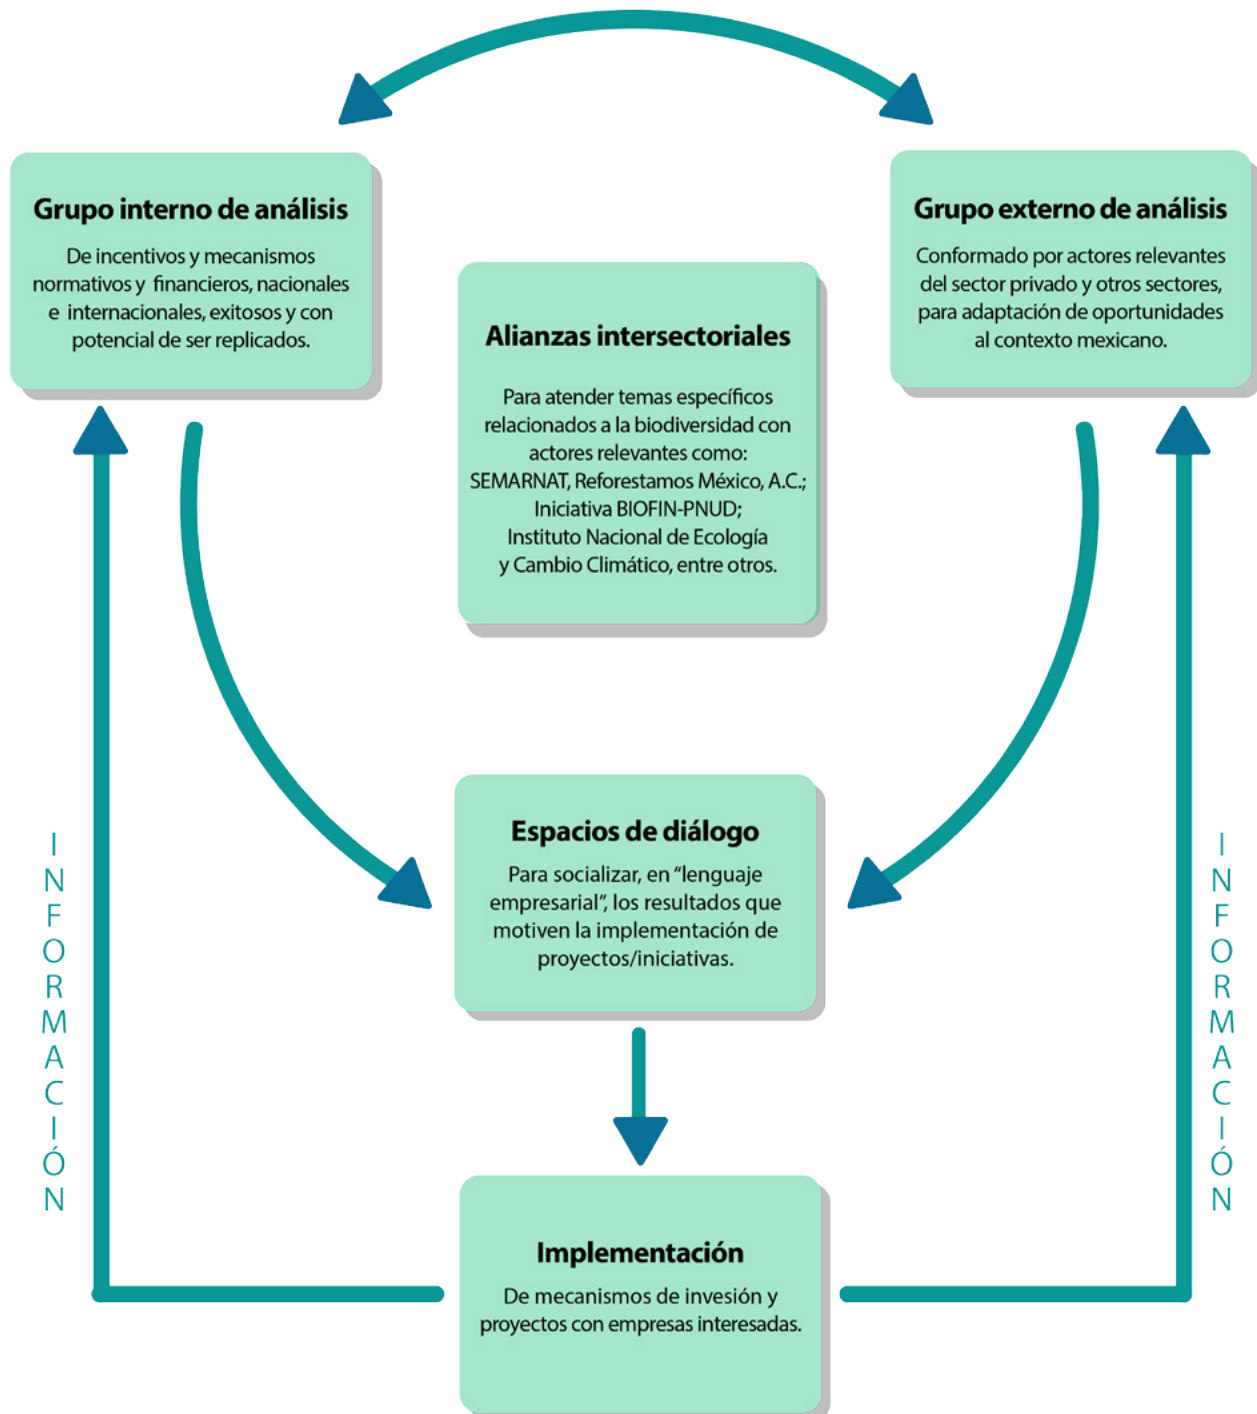 Grupo interno de análisis
De incentivos y mecanismos
normativos y financieros, nacionales
e internacionales, exitosos y con
potencial de ser replicados.
Grupo externo de análisis
Conformado por actores relevantes
del sector privado y otros sectores,
para adaptación de oportunidades
al contexto mexicano.
Alianzas intersectoriales
Para atender temas específicos
relacionados a la biodiversidad con
actores relevantes como:
SEMARNAT, Reforestamos México, A.C.;
Iniciativa BIOFIN-PNUD;
Instituto Nacional de Ecología
y Cambio Climático, entre otros.
Espacios de diálogo
Para socializar, en “lenguaje
empresarial”, los resultados que
motiven la implementación de
proyectos/iniciativas.
INFORMACIÓN
INFORMACIÓN
Implementación
De mecanismos de invesión y
proyectos con empresas interesadas.